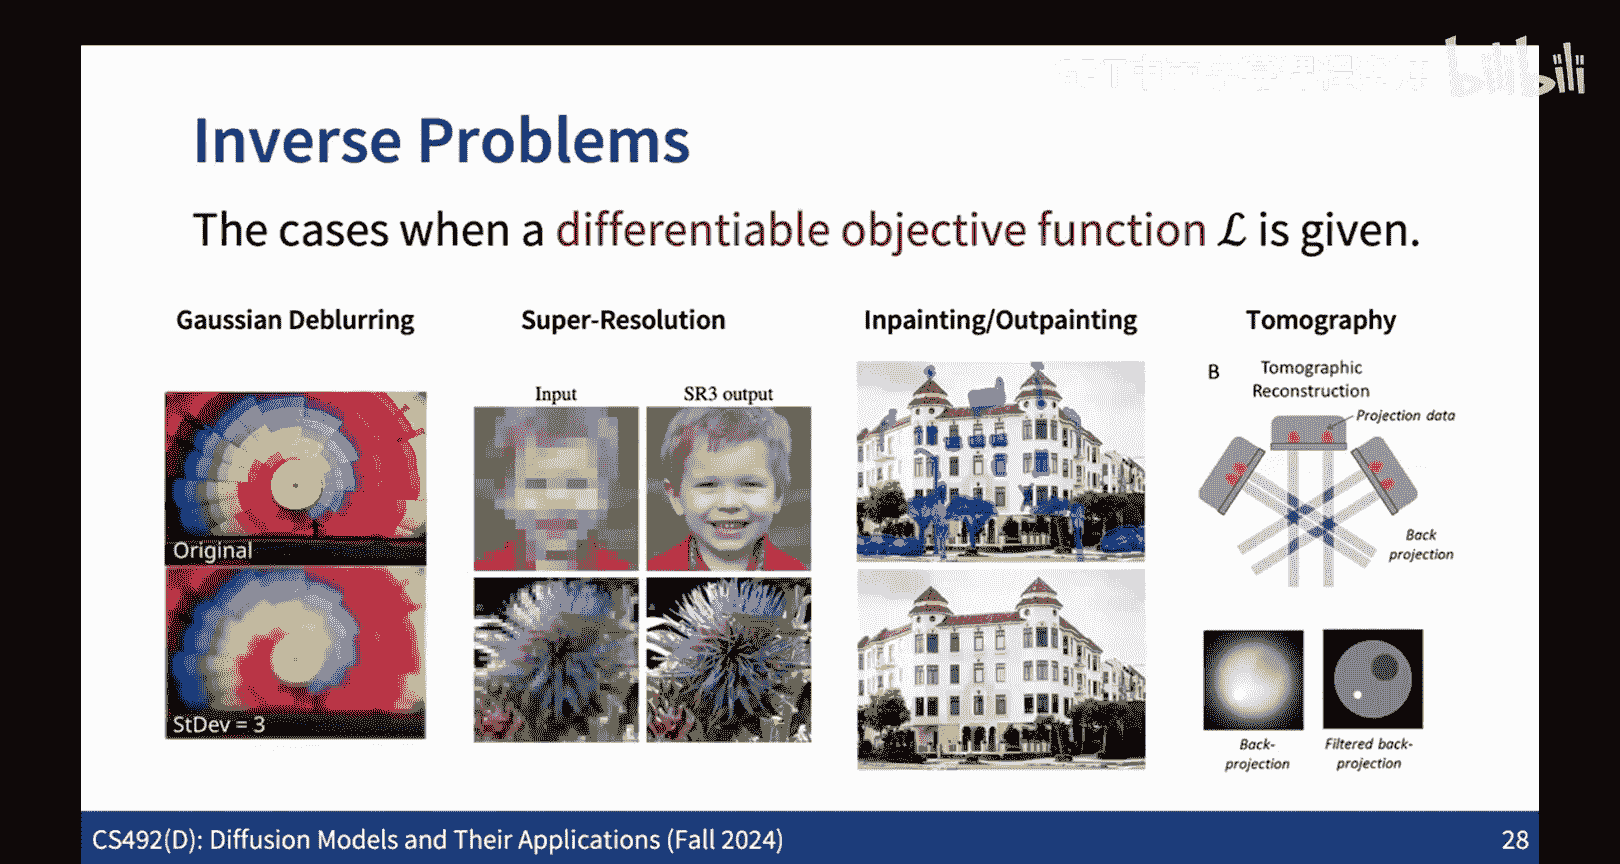 bilibili
Inverse Problems
The cases when a differentiable objective function ℒ is given.
Gaussian Deblurring
Super-Resolution
Inpainting/Outpainting
Tomography
Original
StDev = 3
Input
SR3 output
B
Tomographic
Reconstruction
Projection data
Back
projection
Back-
projection
Filtered back-
projection
CS492(D): Diffusion Models and Their Applications (Fall 2024)
28